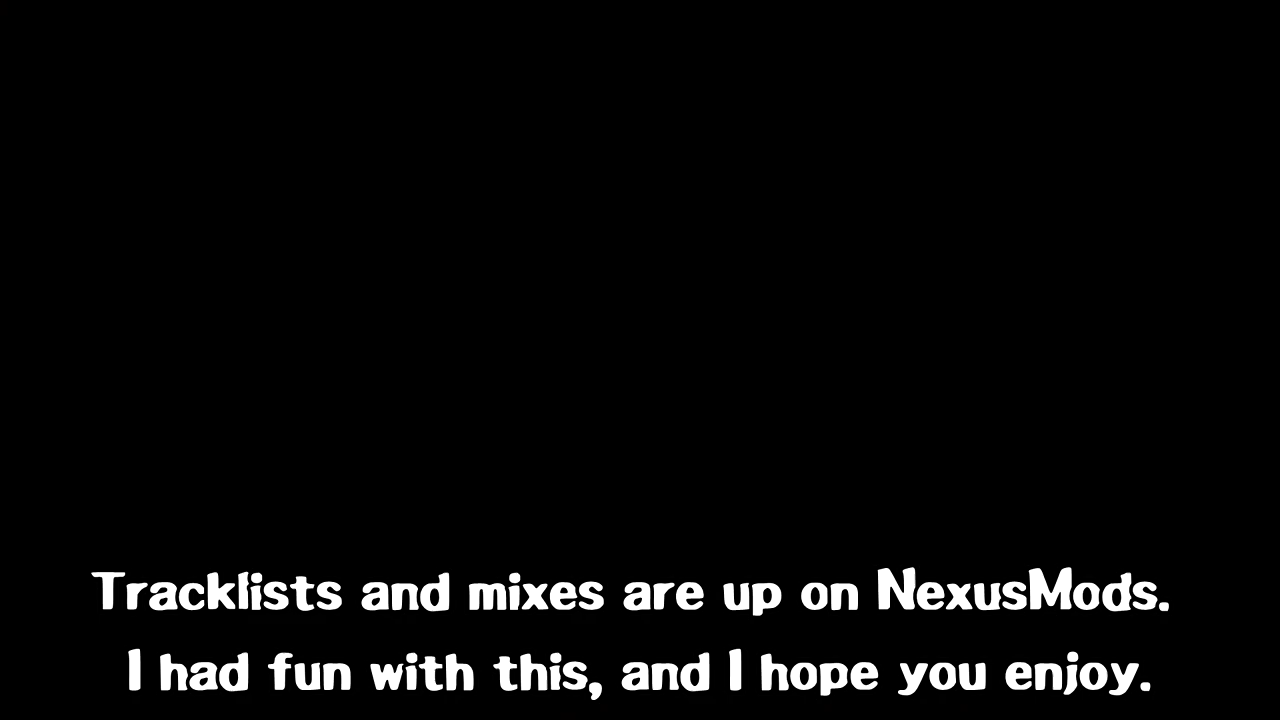 Tracklists and mixes are up on NexusMods.
I had fun with this, and I hope you enjoy.